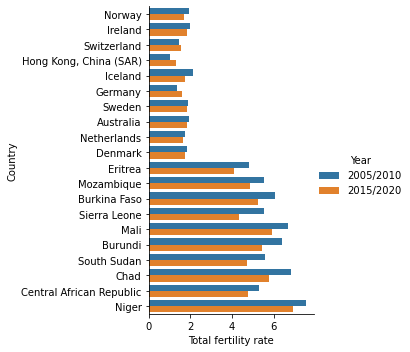 Country
Norway
Ireland
Switzerland
Hong Kong, China (SAR)
Iceland
Germany
Sweden
Australia
Netherlands
Denmark
Eritrea
Mozambique
Burkina Faso
Sierra Leone
Mali
Burundi
South Sudan
Chad
Central African Republic
Niger
0 2 4 6
Total fertility rate
Year
2005/2010
2015/2020